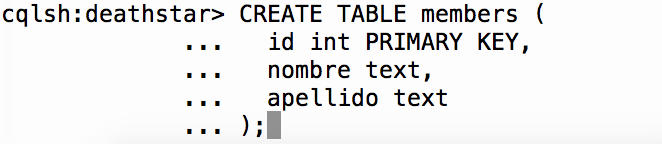 cqlsh:deathstar> CREATE TABLE members (
... id int PRIMARY KEY,
... nombre text,
... apellido text
... );